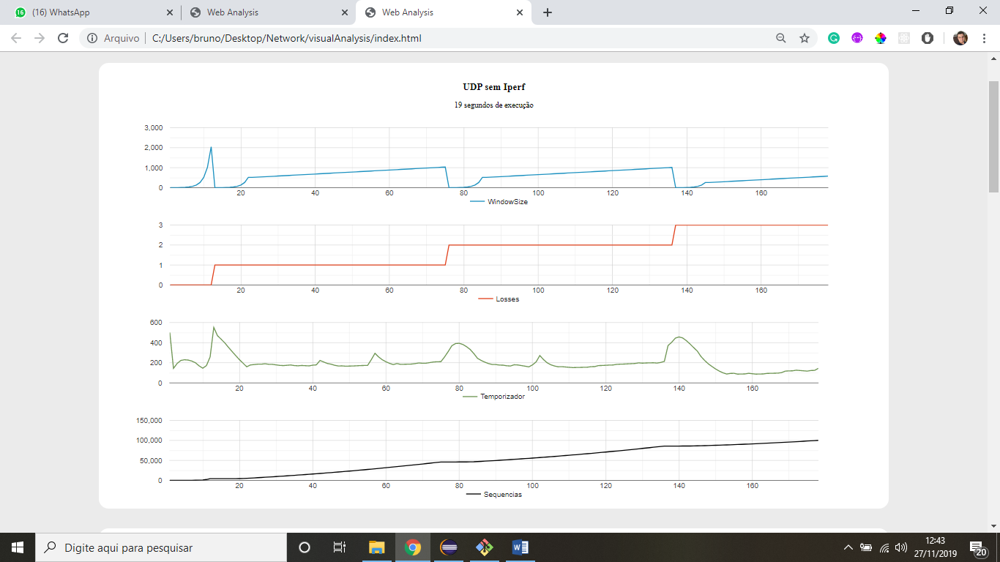 (16) WhatsApp
Web Analysis
Web Analysis
Arquivo
C:/Users/bruno/Desktop/Network/visualAnalysis/index.html
UDP sem Iperf
19 segundos de execução
3,000
2,000
1,000
0
20 40 60 80 100 120 140 160
WindowSize
3
2
1
0
20 40 60 80 100 120 140 160
Losses
600
400
200
0
20 40 60 80 100 120 140 160
Temporizador
150,000
100,000
50,000
0
20 40 60 80 100 120 140 160
Sequencias
Digite aqui para pesquisar
12:43
27/11/2019
20